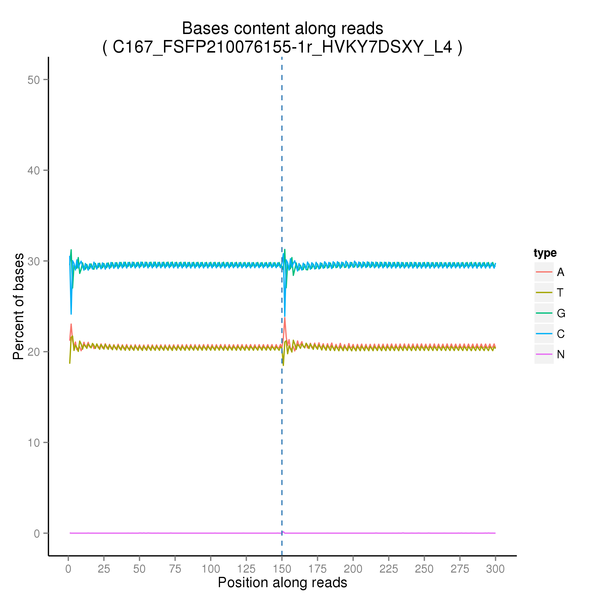 Bases content along reads
( C167_FSFP210076155-1r_HVKY7DSXY_L4 )
50
40
30
20
10
0
Percent of bases
0 25 50 75 100 125 150 175 200 225 250 275 300
Position along reads
type
A
T
G
C
N